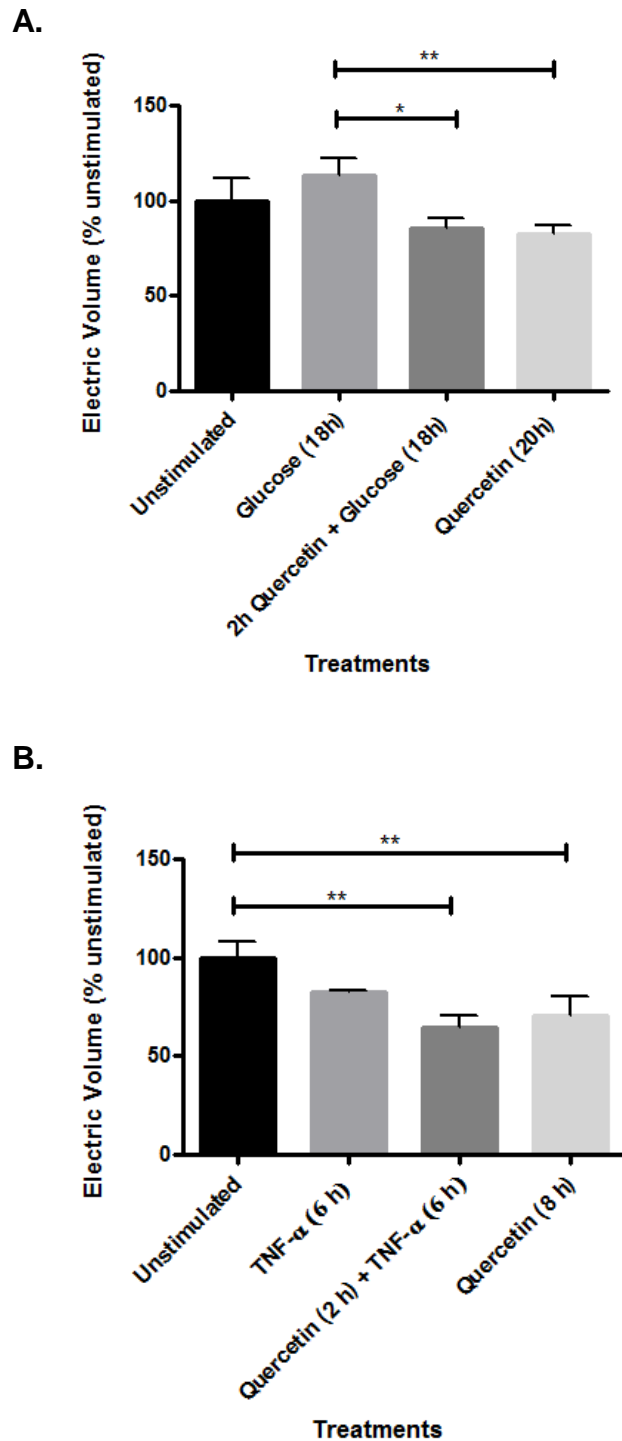 A.
**
*
150
100
50
0
Electric Volume (% unstimulated)
Unstimulated
Glucose (18h)
2h Quercetin + Glucose (18h)
Quercetin (20h)
Treatments
B.
**
**
150
100
50
0
Electric Volume (% unstimulated)
Unstimulated
TNF-α (6 h)
Quercetin (2 h) + TNF-α (6 h)
Quercetin (8 h)
Treatments